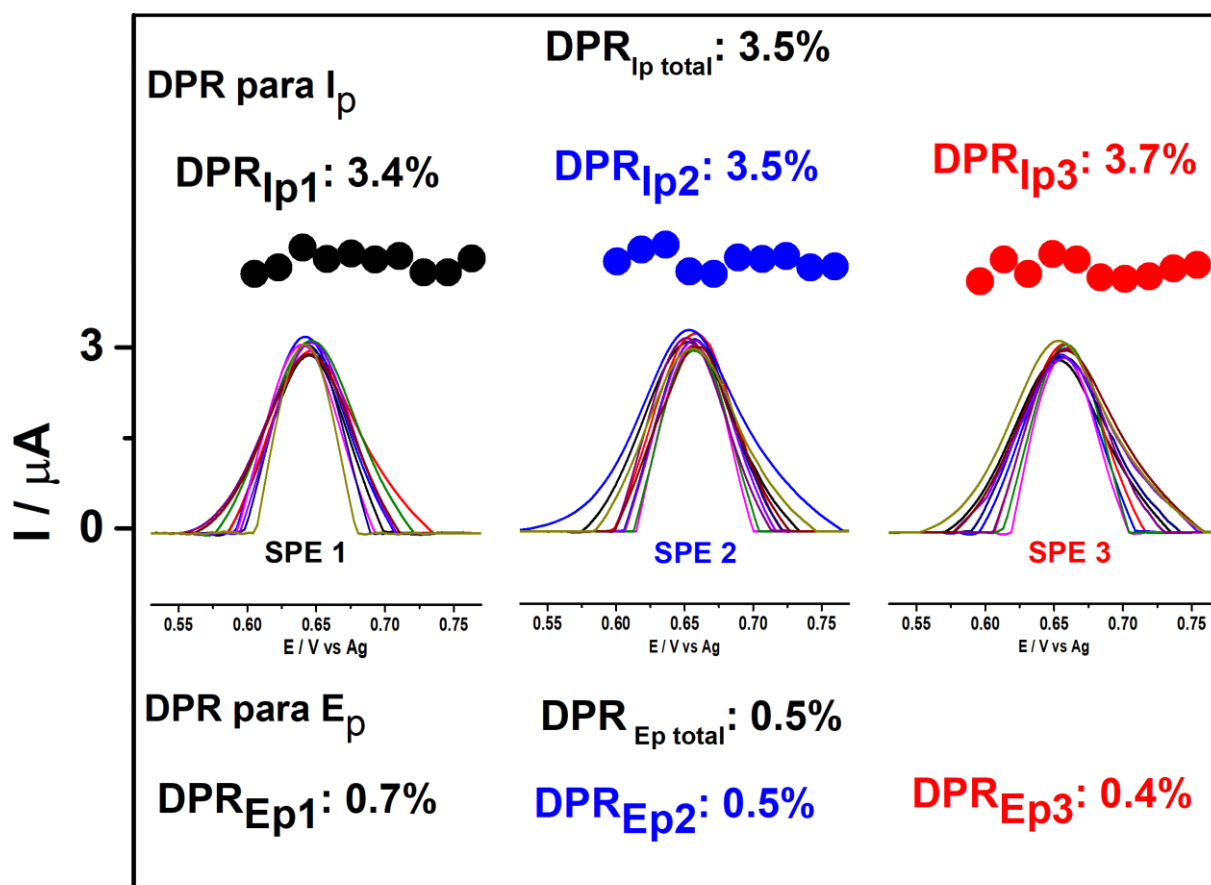 DPR Ip total: 3.5%
DPR para Ip
DPRIp1: 3.4%
DPRIp2: 3.5%
DPRIp3: 3.7%
I / μA
3
0
SPE 1
SPE 2
SPE 3
0.55 0.60 0.65 0.70 0.75
0.55 0.60 0.65 0.70 0.75
0.55 0.60 0.65 0.70 0.75
E / V vs Ag
E / V vs Ag
E / V vs Ag
DPR para Ep
DPR Ep total: 0.5%
DPREp1: 0.7%
DPREp2: 0.5%
DPREp3: 0.4%